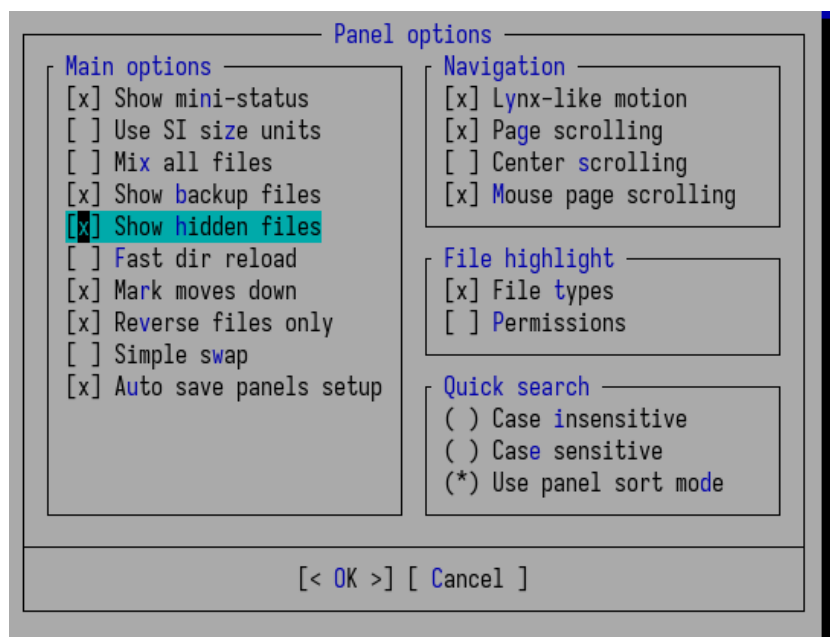 Panel options
Main options
[x] Show mini-status
[ ] Use SI size units
[ ] Mix all files
[x] Show backup files
[x] Show hidden files
[ ] Fast dir reload
[x] Mark moves down
[x] Reverse files only
[ ] Simple swap
[x] Auto save panels setup
Navigation
[x] Lynx-like motion
[x] Page scrolling
[ ] Center scrolling
[x] Mouse page scrolling
File highlight
[x] File types
[ ] Permissions
Quick search
( ) Case insensitive
( ) Case sensitive
(*) Use panel sort mode
[< OK >] [ Cancel ]